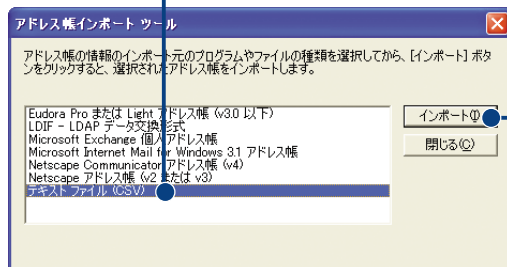 アドレス帳インポート ツール
アドレス帳の情報のインポート元のプログラムやファイルの種類を選択してから、[インポート] ボタ
ンをクリックすると、選択されたアドレス帳をインポートします。
Eudora Pro または Light アドレス帳 (v3.0 以下)
LDIF - LDAP データ交換形式
Microsoft Exchange 個人アドレス帳
Microsoft Internet Mail for Windows 3.1 アドレス帳
Netscape Communicator アドレス帳 (v4)
Netscape アドレス帳 (v2 または v3)
テキスト ファイル (CSV)
インポート(I)
閉じる(C)